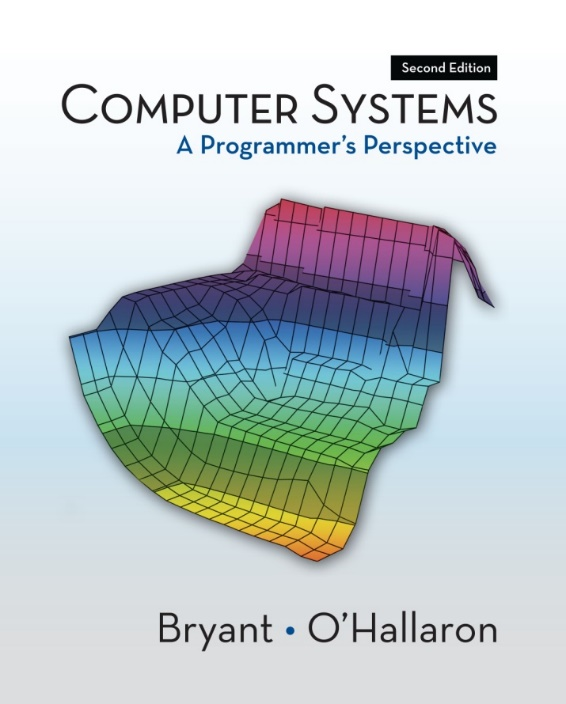 Second Edition
COMPUTER SYSTEMS
A Programmer's Perspective
Bryant • O'Hallaron